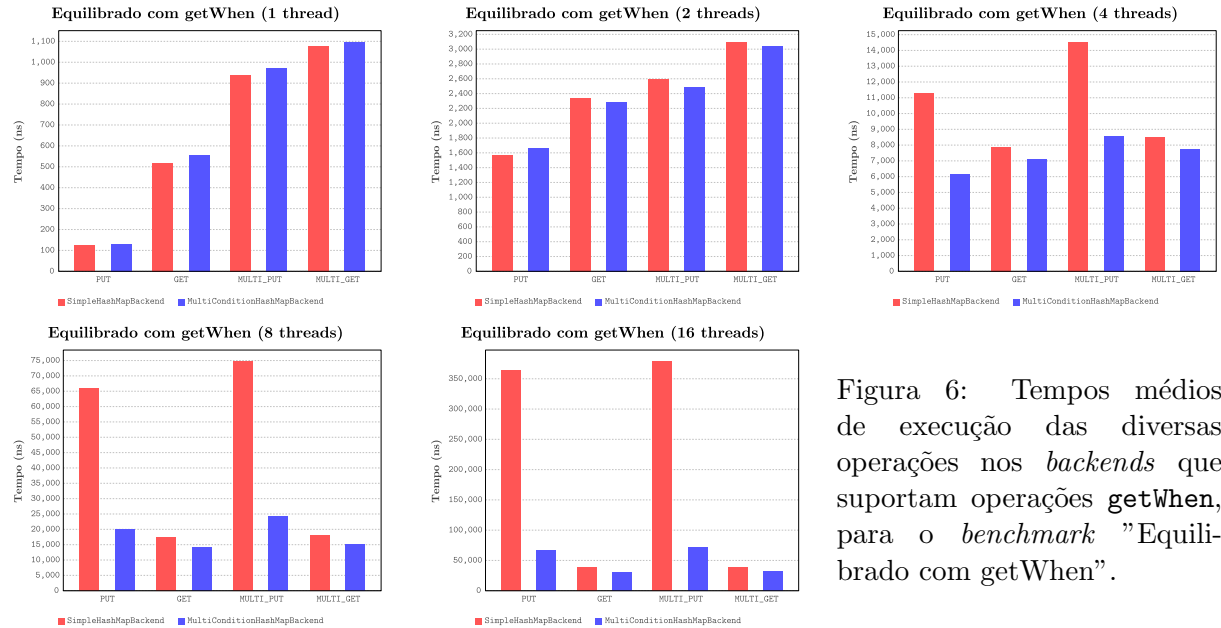 Equilibrado com getWhen (1 thread)
Tempo (ns)
1,100
1,000
900
800
700
600
500
400
300
200
100
0
PUT GET MULTI_PUT MULTI_GET
SimpleHashMapBackend MultiConditionHashMapBackend
Equilibrado com getWhen (2 threads)
Tempo (ns)
3,200
3,000
2,800
2,600
2,400
2,200
2,000
1,800
1,600
1,400
1,200
1,000
800
600
400
200
0
PUT GET MULTI_PUT MULTI_GET
SimpleHashMapBackend MultiConditionHashMapBackend
Equilibrado com getWhen (4 threads)
Tempo (ns)
15,000
14,000
13,000
12,000
11,000
10,000
9,000
8,000
7,000
6,000
5,000
4,000
3,000
2,000
1,000
0
PUT GET MULTI_PUT MULTI_GET
SimpleHashMapBackend MultiConditionHashMapBackend
Equilibrado com getWhen (8 threads)
Tempo (ns)
75,000
70,000
65,000
60,000
55,000
50,000
45,000
40,000
35,000
30,000
25,000
20,000
15,000
10,000
5,000
0
PUT GET MULTI_PUT MULTI_GET
SimpleHashMapBackend MultiConditionHashMapBackend
Equilibrado com getWhen (16 threads)
Tempo (ns)
350,000
300,000
250,000
200,000
150,000
100,000
50,000
0
PUT GET MULTI_PUT MULTI_GET
SimpleHashMapBackend MultiConditionHashMapBackend
Figura 6: Tempos médios
de execução das diversas
operações nos backends que
suportam operações getWhen,
para o benchmark ”Equili-
brado com getWhen”.